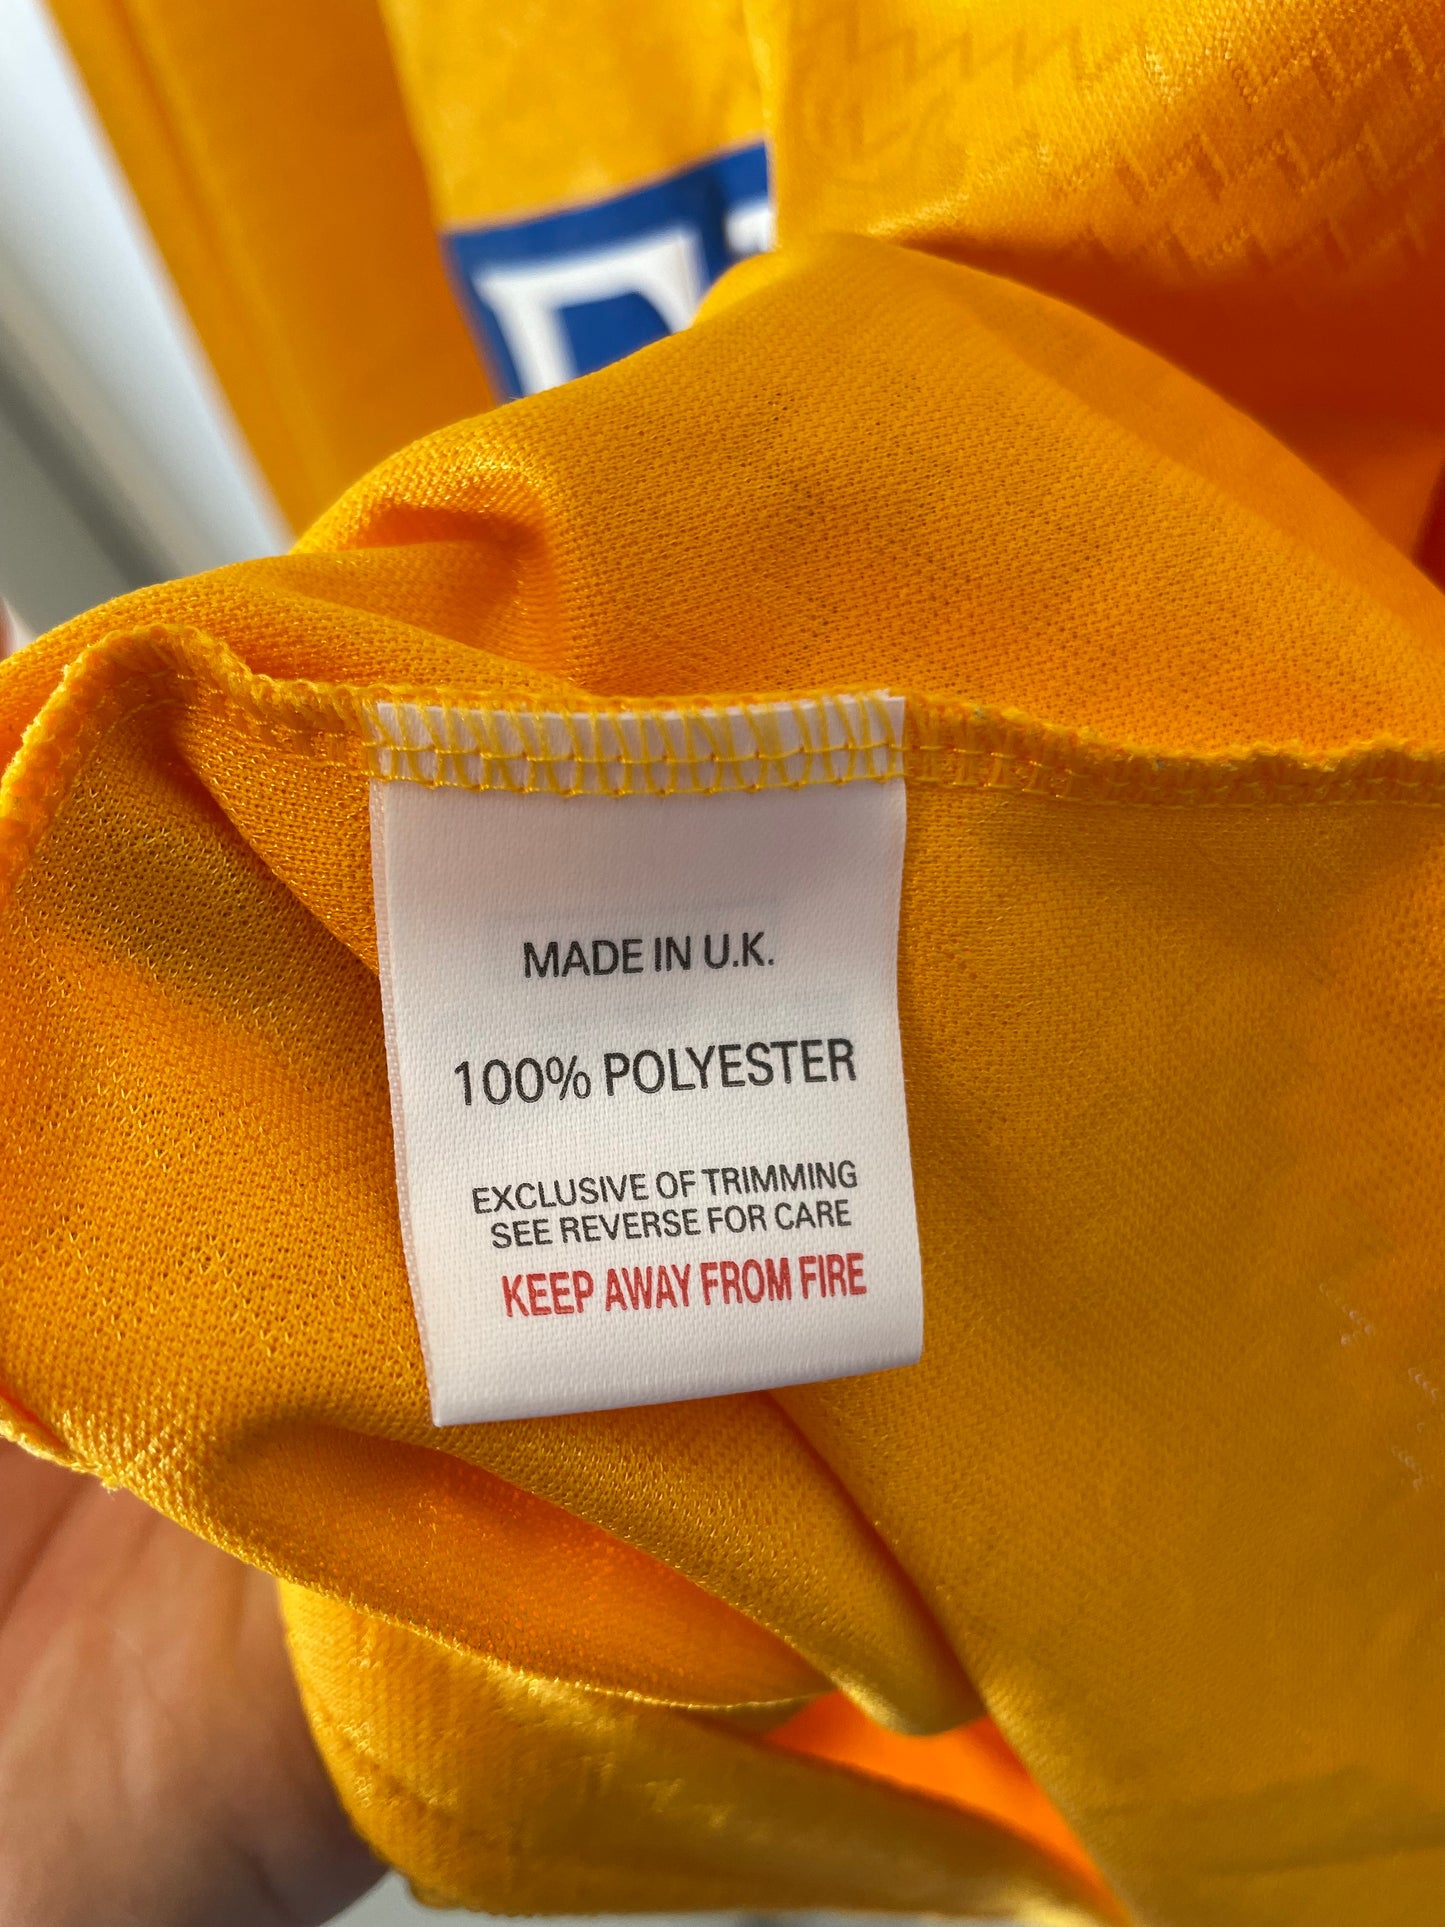 MADE IN U.K.
100% POLYESTER
EXCLUSIVE OF TRIMMING
SEE REVERSE FOR CARE
KEEP AWAY FROM FIRE